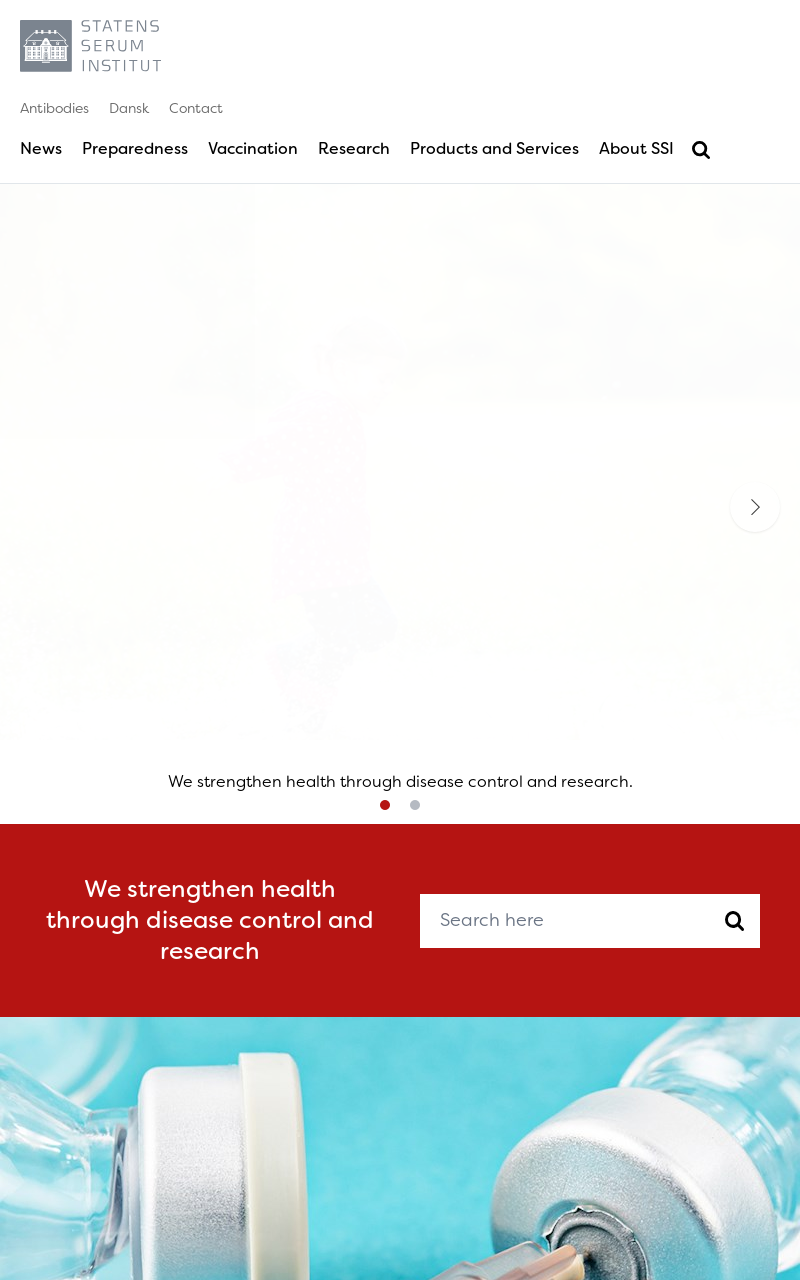 STATENS
SERUM
INSTITUT
Antibodies Dansk Contact
News Preparedness Vaccination Research Products and Services About SSI
We strengthen health through disease control and research.
We strengthen health
through disease control and
research
Search here